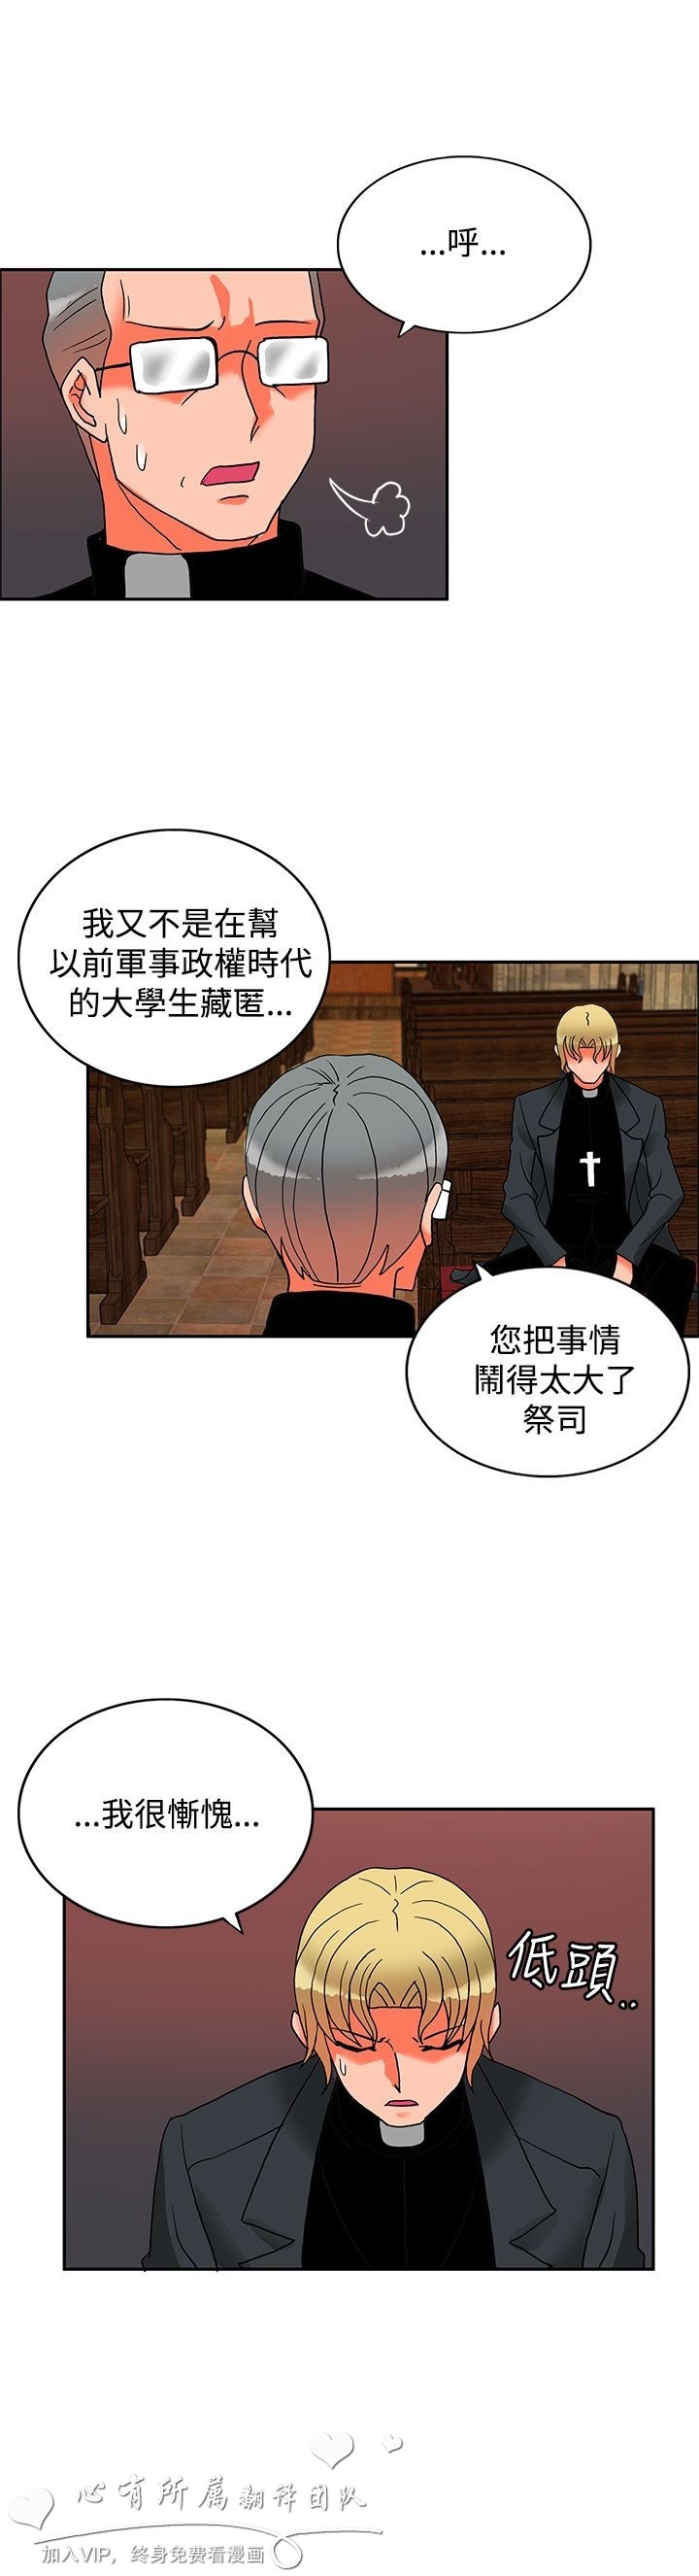 ...呼...
我又不是在幫
以前軍事政權時代
的大學生藏匿...
您把事情
鬧得太大了
祭司
...我很慚愧...
低頭..
心有所属翻译团队
加入VIP，终身免费看漫画